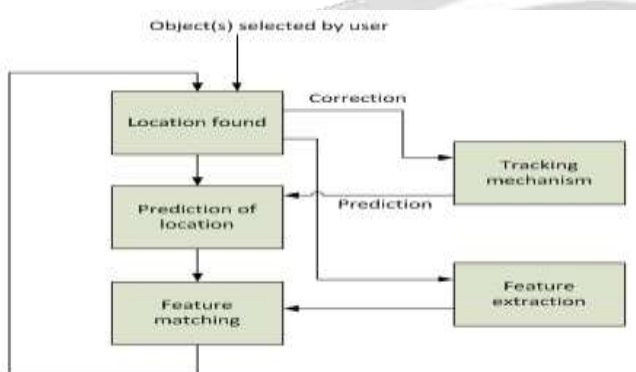 Object(s) selected by user
Location found
Correction
Tracking
mechanism
Prediction of
location
Prediction
Feature
matching
Feature
extraction